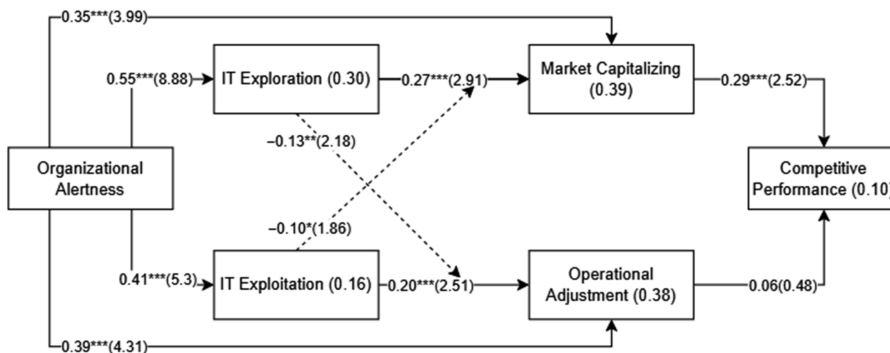 0.35***(3.99)
0.55***(8.88)
IT Exploration (0.30)
0.27***(2.91)
Market Capitalizing
(0.39)
0.29***(2.52)
–0.13**(2.18)
Organizational
Alertness
Competitive
Performance (0.10)
–0.10*(1.86)
0.41***(5.3)
IT Exploitation (0.16)
0.20***(2.51)
Operational
Adjustment (0.38)
0.06(0.48)
0.39***(4.31)